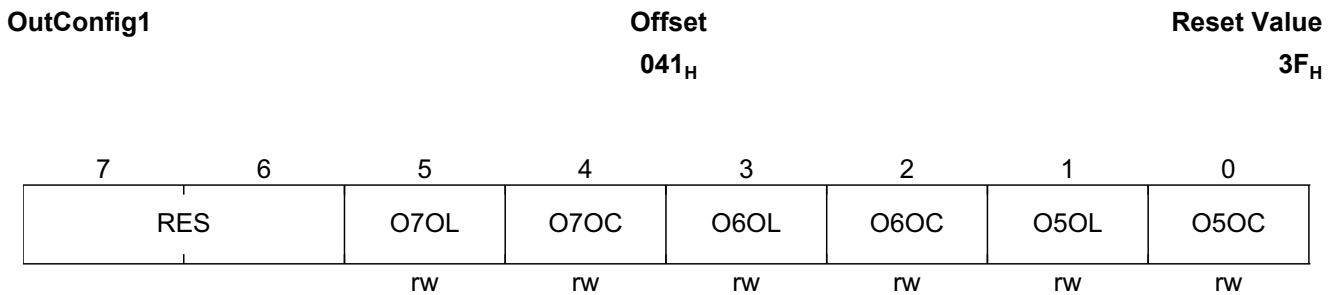 OutConfig1 Offset Reset Value
041H 3FH
7 6 5 4 3 2 1 0
RES O7OL O7OC O6OL O6OC O5OL O5OC
rw rw rw rw rw rw